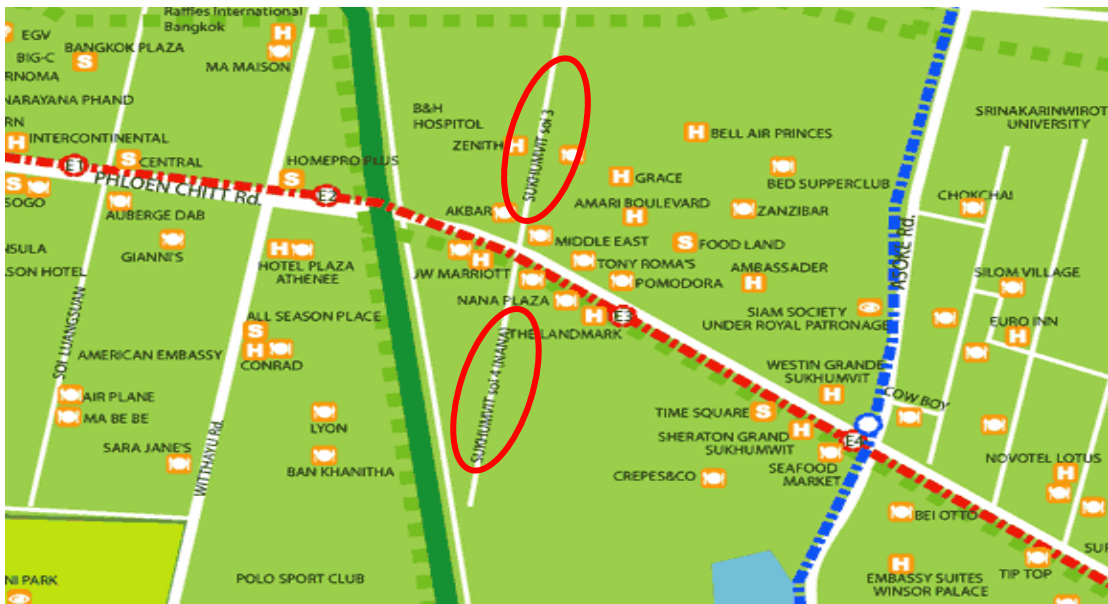 Raffles International
Bangkok
EGV
BANGKOK PLAZA
BIG-C
MA MAISON
NARAYANA PHAND
INTERCONTINENTAL
CENTRAL
HOMEPRO PLUS
E1
PHLOEN CHITT Rd.
E2
SOGO
AUBERGE DAB
GIANNI'S
SON HOTEL
HOTEL PLAZA
ATHENEE
SOI LUANGSUAN
ALL SEASON PLACE
AMERICAN EMBASSY
CONRAD
AIR PLANE
MA BE BE
LYON
SARA JANE'S
WITTHAYU Rd.
BAN KHANITHA
NI PARK
POLO SPORT CLUB
B&H
HOSPITOL
ZENITH
SUKHUMVIT soi 3
BELL AIR PRINCES
GRACE
BED SUPPERCLUB
AKBAR
AMARI BOULEVARD
ZANZIBAR
MIDDLE EAST
FOOD LAND
JW MARRIOTT
TONY ROMA'S
AMBASSADER
POMODORA
NANA PLAZA
E3
THE LANDMARK
SIAM SOCIETY
UNDER ROYAL PATRONAGE
SUKHUMVIT soi 4 (NANA)
WESTIN GRANDE
SUKHUMVIT
TIME SQUARE
COW BOY
SHERATON GRAND
SUKHUMWIT
E4
SEAFOOD
MARKET
CREPES&CO
ASOKE Rd.
SRINAKARINWIROT
UNIVERSITY
CHOKCHAI
SILOM VILLAGE
EURO INN
NOVOTEL LOTUS
BEI OTTO
EMBASSY SUITES
WINSOR PALACE
TIP TOP